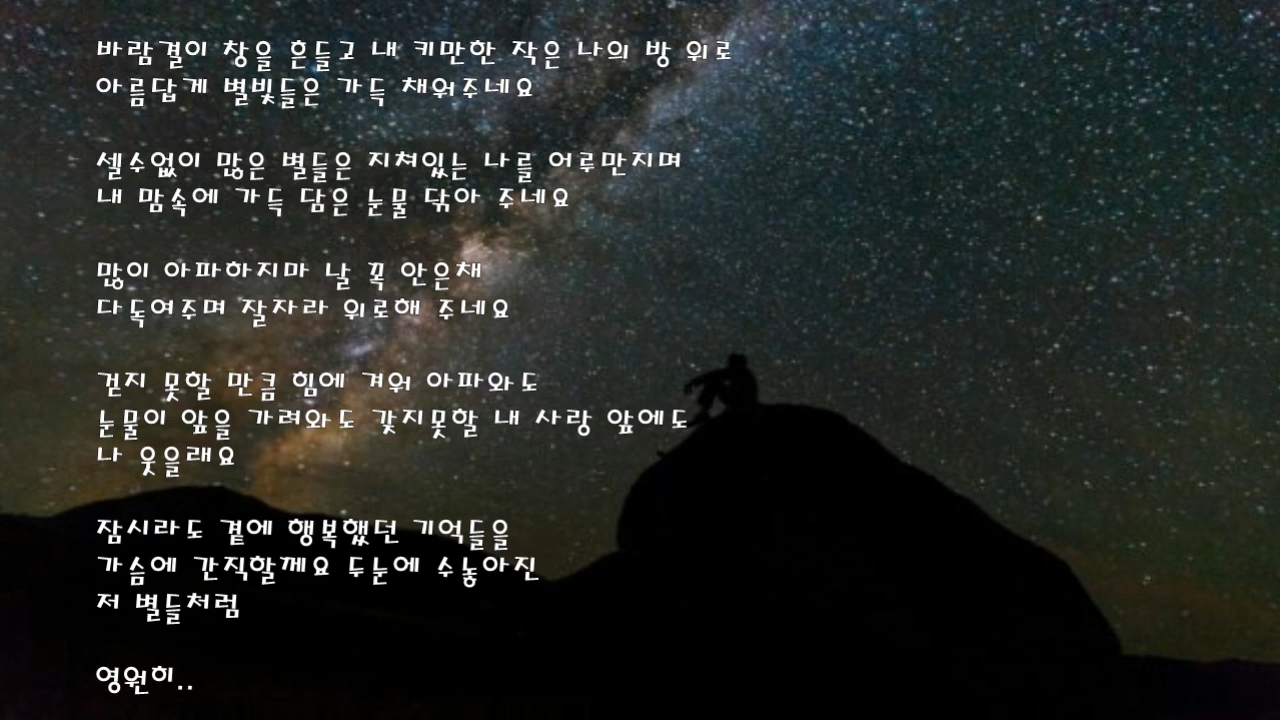 바람결이 창을 흔들고 내 키만한 작은 나의 방 위로
아름답게 별빛들은 가득 채워주네요
셀수없이 많은 별들은 지쳐있는 나를 어루만지며
내 맘속에 가득 담은 눈물 닦아 주네요
많이 아파하지마 날 꼭 안은채
다독여주며 잘자라 위로해 주네요
걷지 못할 만큼 힘에 겨워 아파와도
눈물이 앞을 가려와도 갖지못할 내 사랑 앞에도
나 웃을래요
잠시라도 곁에 행복했던 기억들을
가슴에 간직할께요 두눈에 수놓아진
저 별들처럼
영원히..